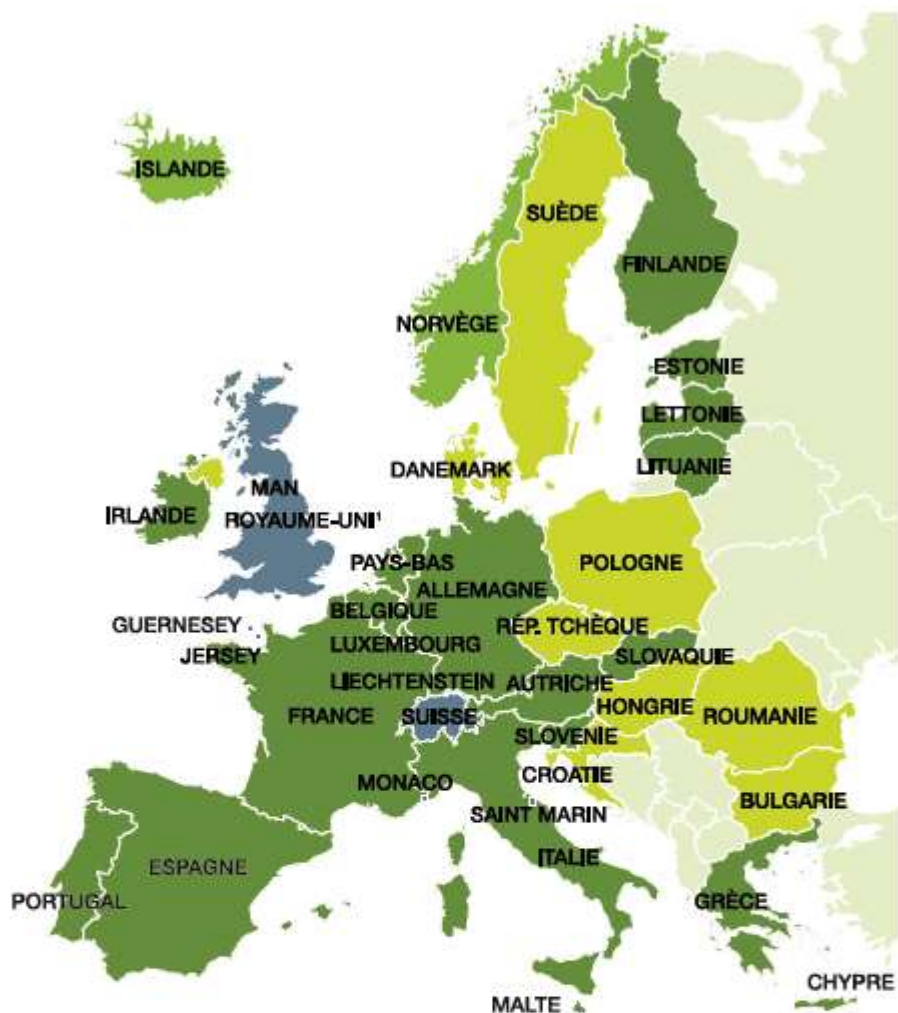 ISLANDE
SUÈDE
FINLANDE
NORVÈGE
ESTONIE
LETTONIE
LITUANIE
DANEMARK
MAN
IRLANDE
ROYAUME-UNI¹
PAYS-BAS
POLOGNE
ALLEMAGNE
BELGIQUE
GUERNESEY
RÉP. TCHÈQUE
JERSEY
LUXEMBOURG
SLOVAQUIE
LIECHTENSTEIN
AUTRICHE
FRANCE
SUISSE
HONGRIE
ROUMANIE
SLOVENIE
MONACO
CROATIE
BULGARIE
SAINT MARIN
ITALIE
ESPAGNE
PORTUGAL
GRÈCE
CHYPRE
MALTE